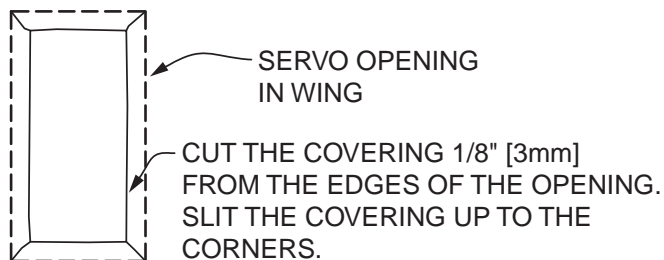 SERVO OPENING
IN WING
CUT THE COVERING 1/8" [3mm]
FROM THE EDGES OF THE OPENING.
SLIT THE COVERING UP TO THE
CORNERS.